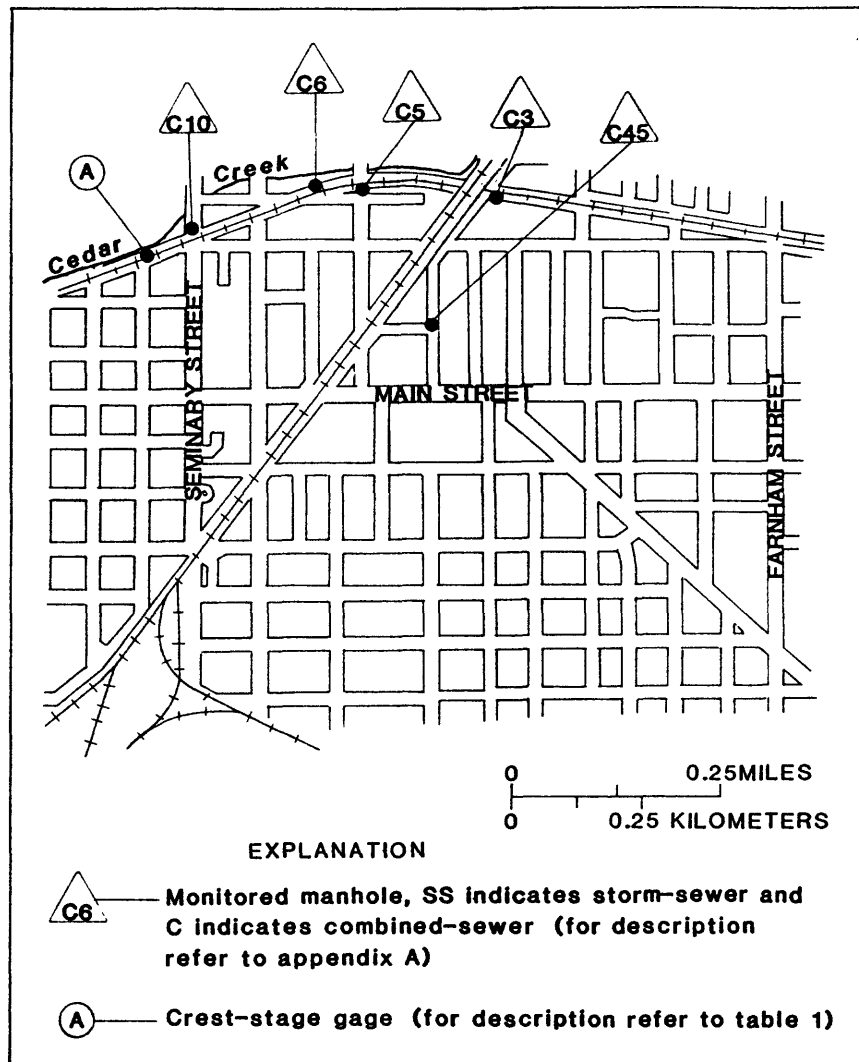 C6
C5
C3
C10
C45
A
Creek
Cedar
SEMINARY STREET
MAIN STREET
FARNHAM STREET
0 0.25MILES
0 0.25 KILOMETERS
EXPLANATION
C6 Monitored manhole, SS indicates storm-sewer and
C indicates combined-sewer (for description
refer to appendix A)
A Crest-stage gage (for description refer to table 1)